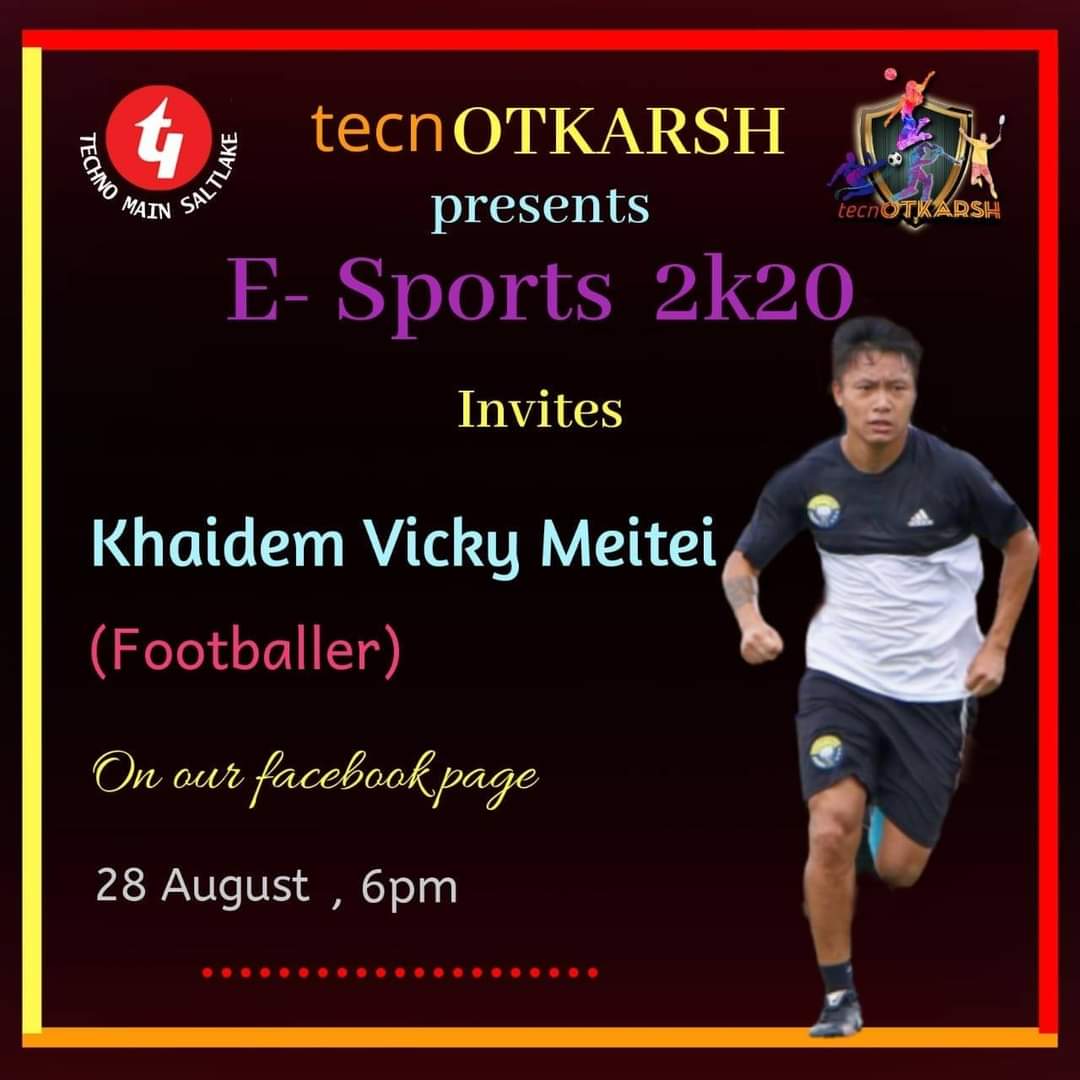 TECHNO MAIN SALTLAKE
tecnOTKARSH
tecnOTKARSH
presents
E- Sports 2k20
Invites
Khaidem Vicky Meitei
(Footballer)
On our facebook page
28 August , 6pm